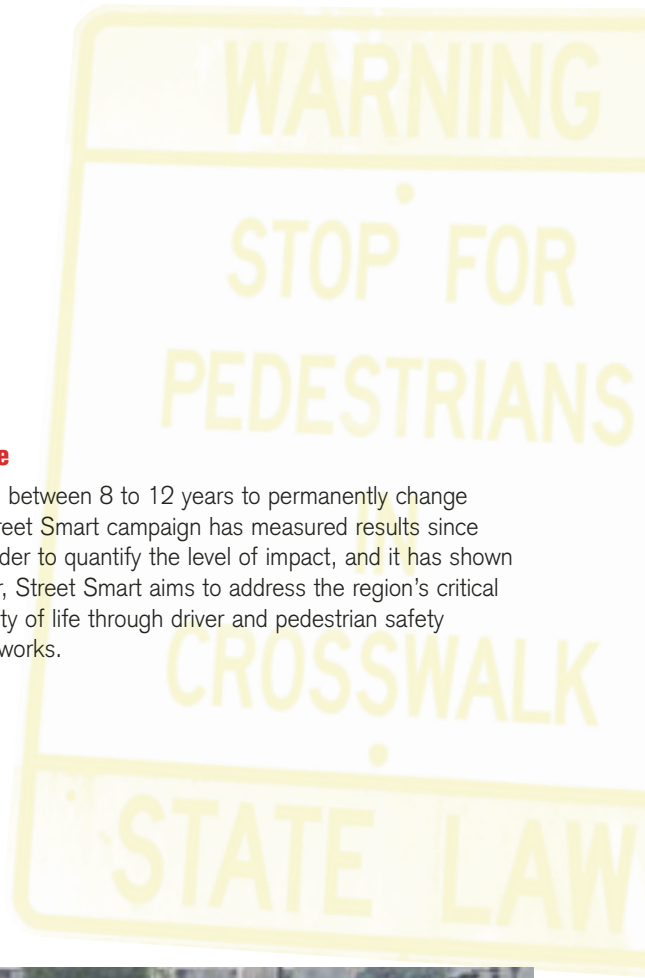 WARNING
STOP FOR
PEDESTRIANS
IN
CROSSWALK
STATE LAW
between 8 to 12 years to permanently change
reet Smart campaign has measured results since
der to quantify the level of impact, and it has shown
, Street Smart aims to address the region's critical
ty of life through driver and pedestrian safety
works.